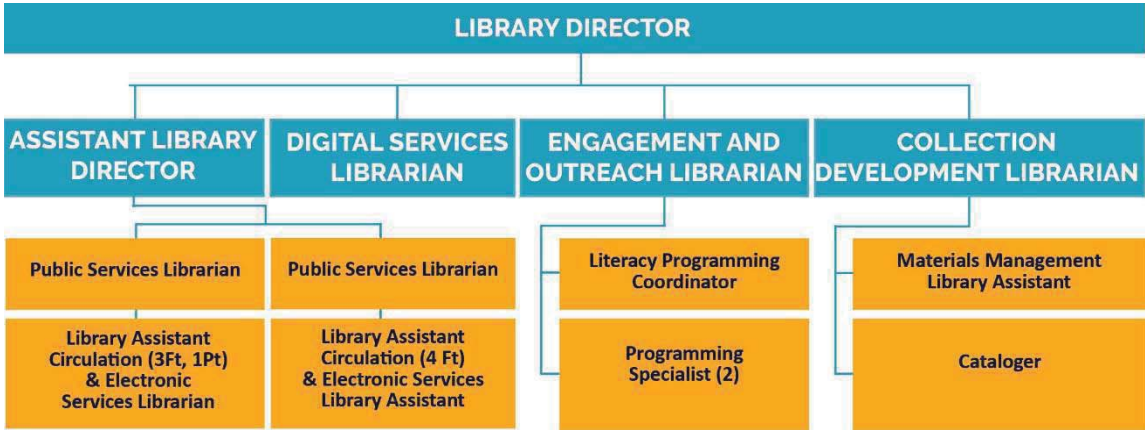 LIBRARY DIRECTOR
ASSISTANT LIBRARY
DIRECTOR
DIGITAL SERVICES
LIBRARIAN
ENGAGEMENT AND
OUTREACH LIBRARIAN
COLLECTION
DEVELOPMENT LIBRARIAN
Public Services Librarian
Public Services Librarian
Literacy Programming
Coordinator
Materials Management
Library Assistant
Library Assistant
Circulation (3Ft, 1Pt)
& Electronic
Services Librarian
Library Assistant
Circulation (4 Ft)
& Electronic Services
Library Assistant
Programming
Specialist (2)
Cataloger